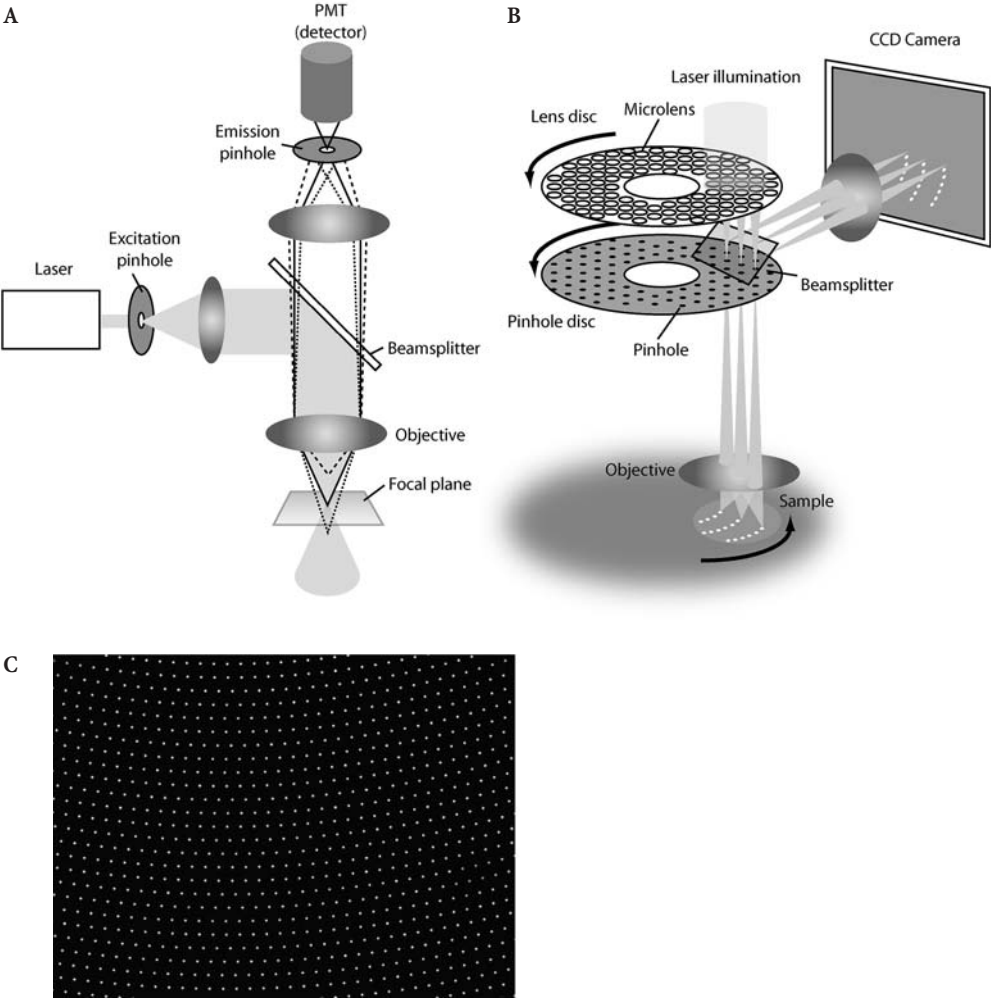 A
PMT
(detector)
Emission
pinhole
Excitation
pinhole
Laser
Beamsplitter
Objective
Focal plane
B
CCD Camera
Laser illumination
Microlens
Lens disc
Beamsplitter
Pinhole disc
Pinhole
Objective
Sample
C